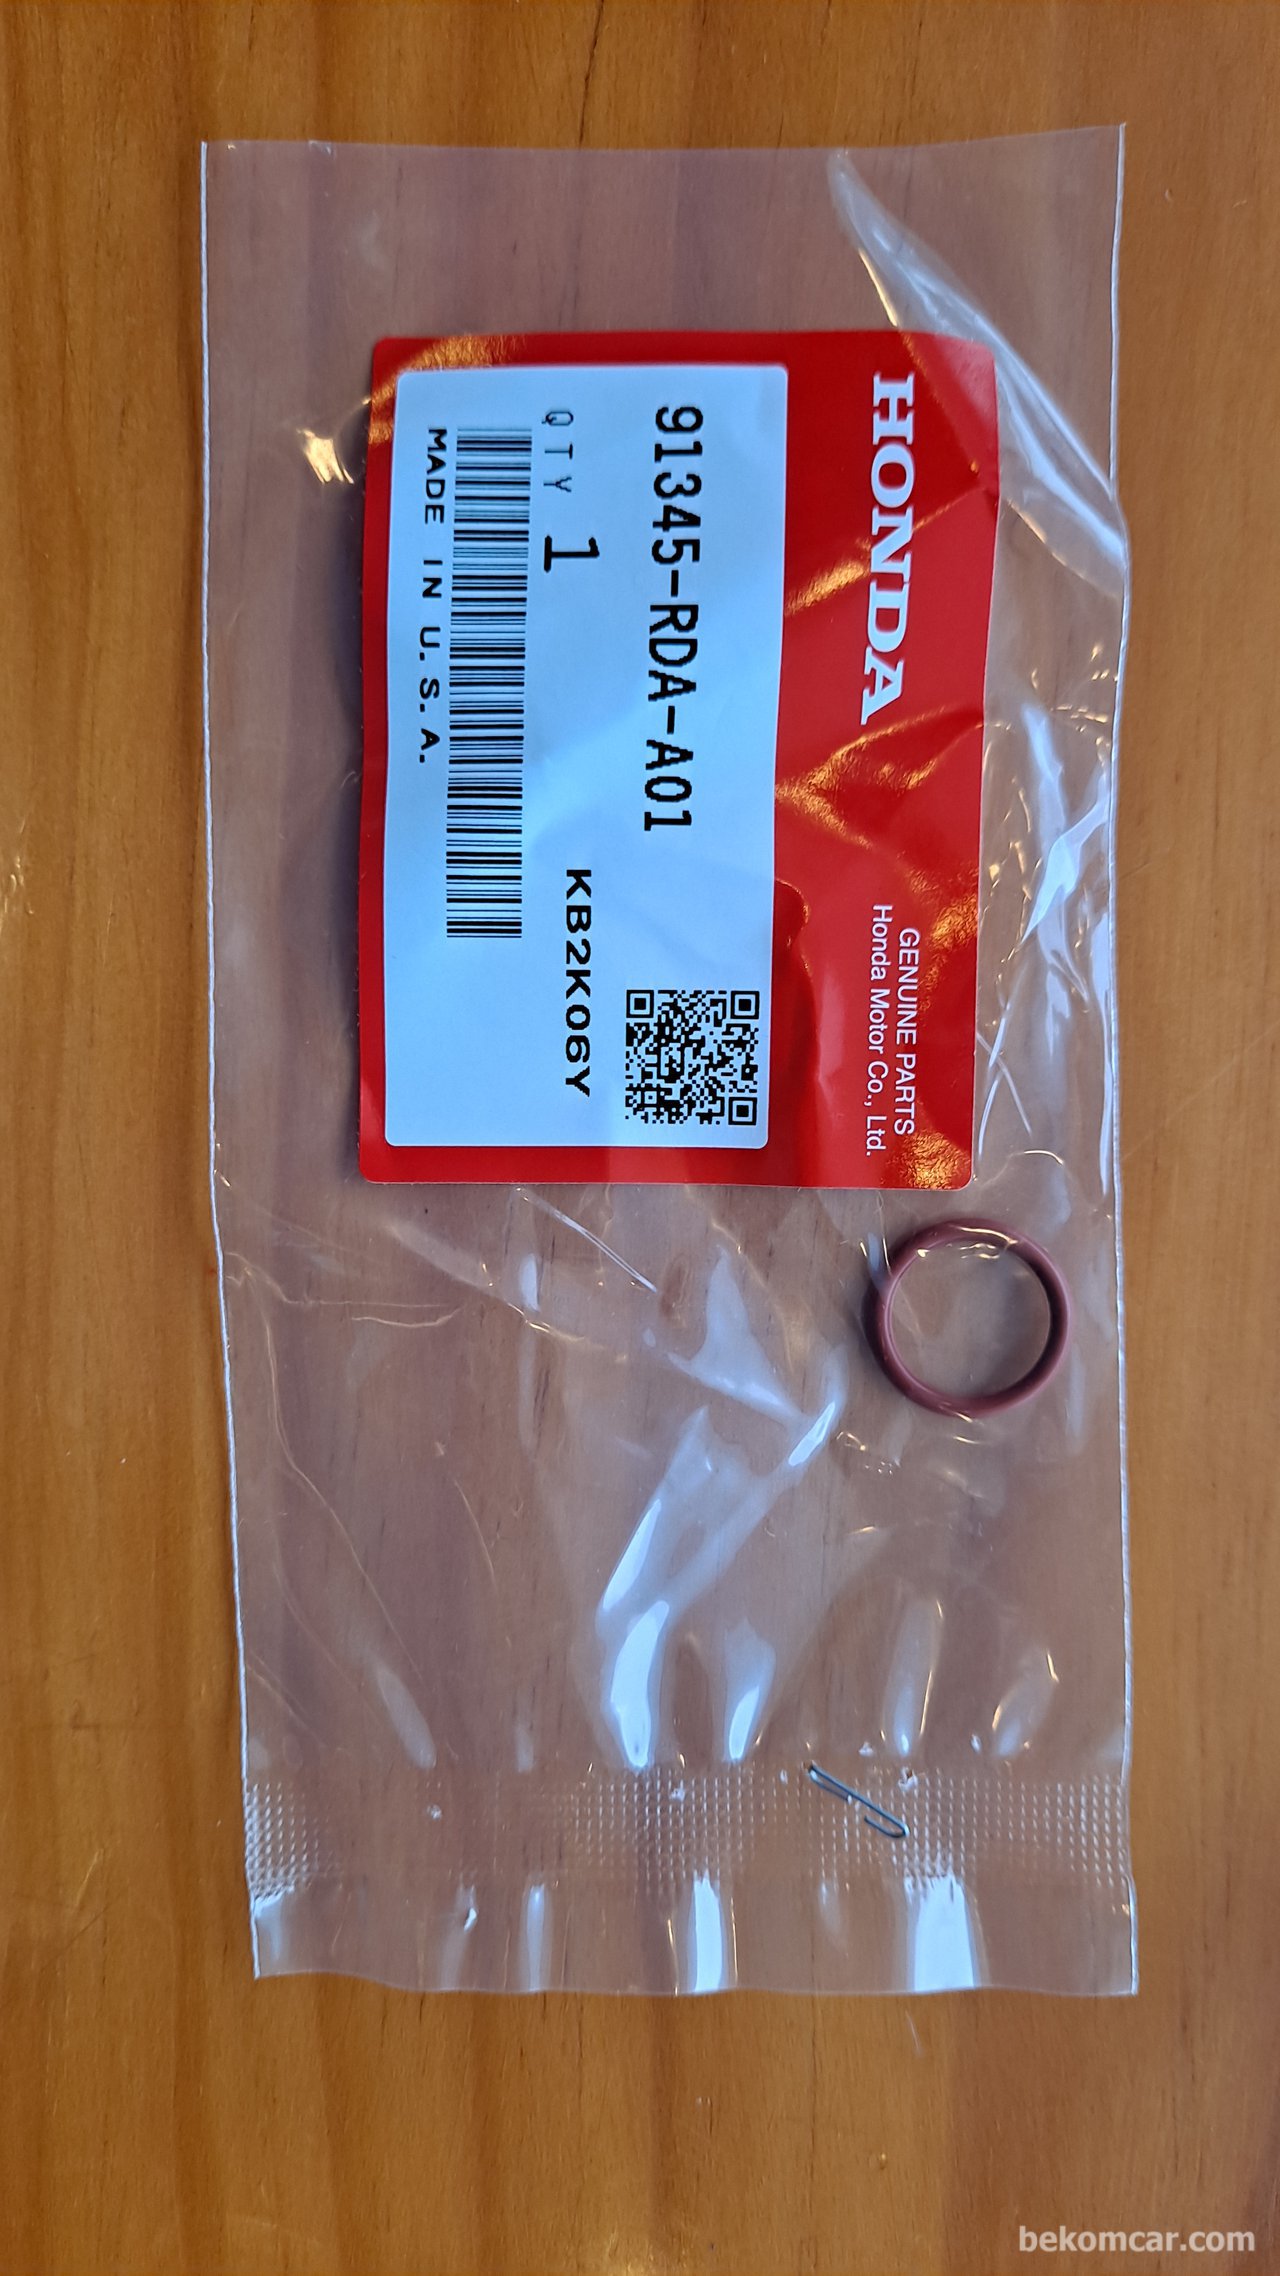 HONDA
GENUINE PARTS
Honda Motor Co., Ltd.
91345-RDA-A01
QTY 1
KB2K06Y
MADE IN U.S.A.
bekomcar.com